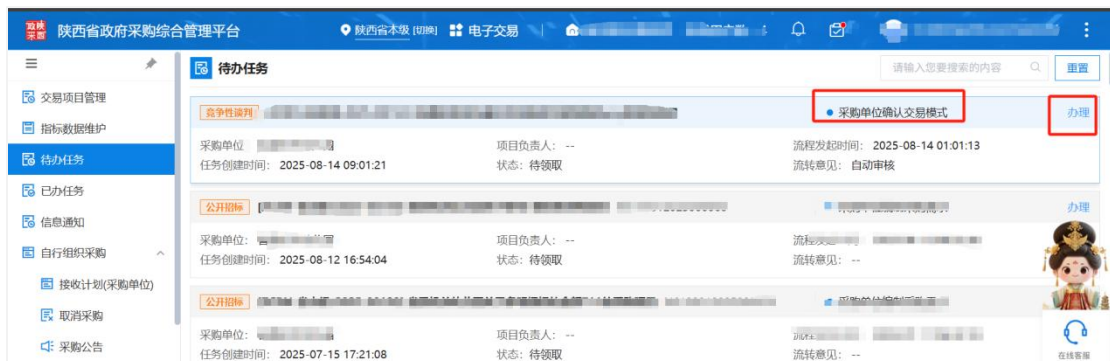 陕西省政府采购综合管理平台 陕西省本级 [切换] 电子交易
待办任务 请输入您要搜索的内容 重置
交易项目管理
指标数据维护
待办任务
已办任务
信息通知
自行组织采购
接收计划(采购单位)
取消采购
采购公告
竞争性谈判 采购单位确认交易模式 办理
采购单位 项目负责人: -- 流程发起时间: 2025-08-14 01:01:13
任务创建时间: 2025-08-14 09:01:21 状态: 待领取 流转意见: 自动审核
公开招标 办理
采购单位: 项目负责人: --
任务创建时间: 2025-08-12 16:54:04 状态: 待领取 流转意见: --
公开招标
采购单位: 项目负责人: --
任务创建时间: 2025-07-15 17:21:08 状态: 待领取 流转意见: --
在线客服